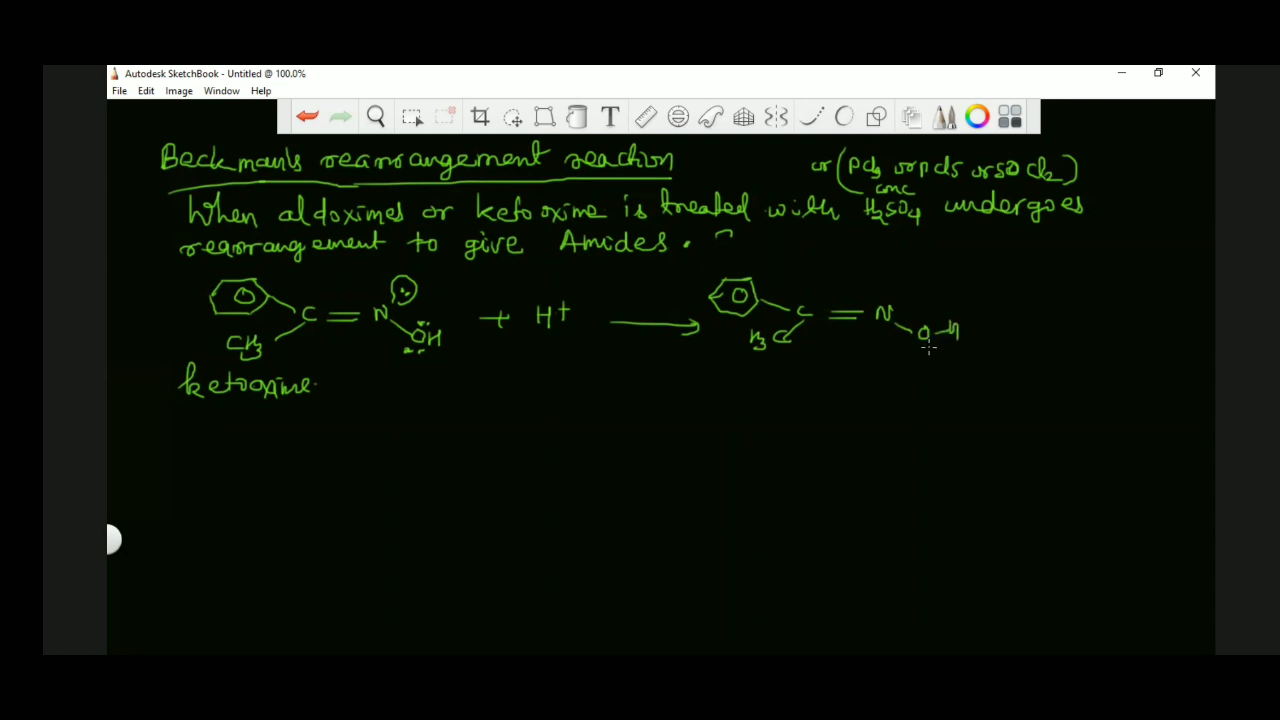 Autodesk SketchBook - Untitled @ 100.0%
File Edit Image Window Help
T
Beckman's rearrangement reaction
or (PCl3 or PCl5 or SOCl2)
conc
When aldoximes or ketoxime is treated with H2SO4 undergoes
rearrangement to give Amides.
C = N
OH
CH3
+ H+
C = N
O-H
H3C
ketoxime.